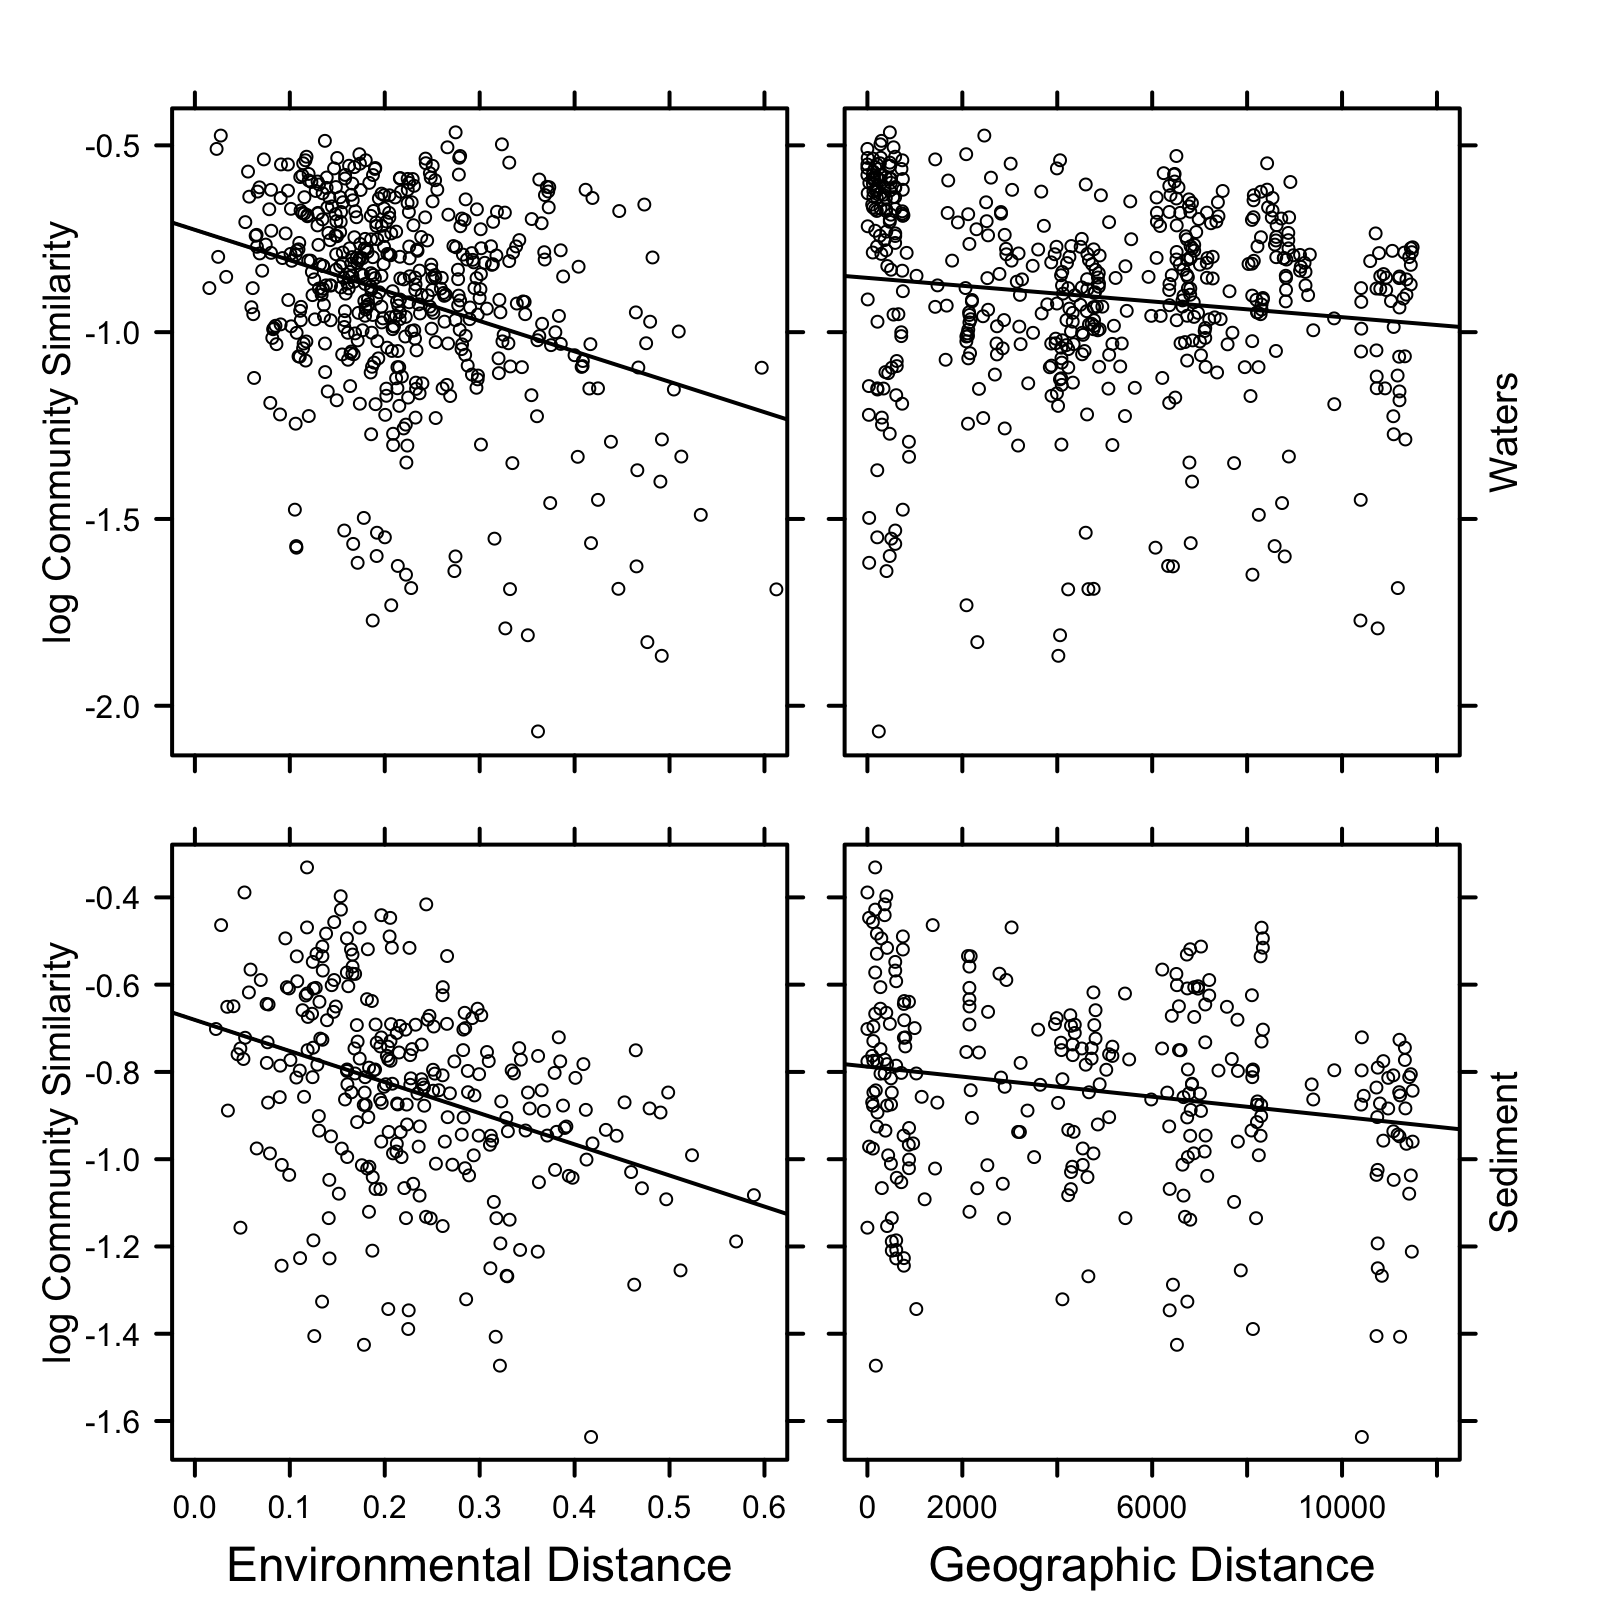 -0.5
-1.0
-1.5
-2.0
log Community Similarity
Waters
-0.4
-0.6
-0.8
-1.0
-1.2
-1.4
-1.6
log Community Similarity
Sediment
0.0 0.1 0.2 0.3 0.4 0.5 0.6
0 2000 6000 10000
Environmental Distance
Geographic Distance